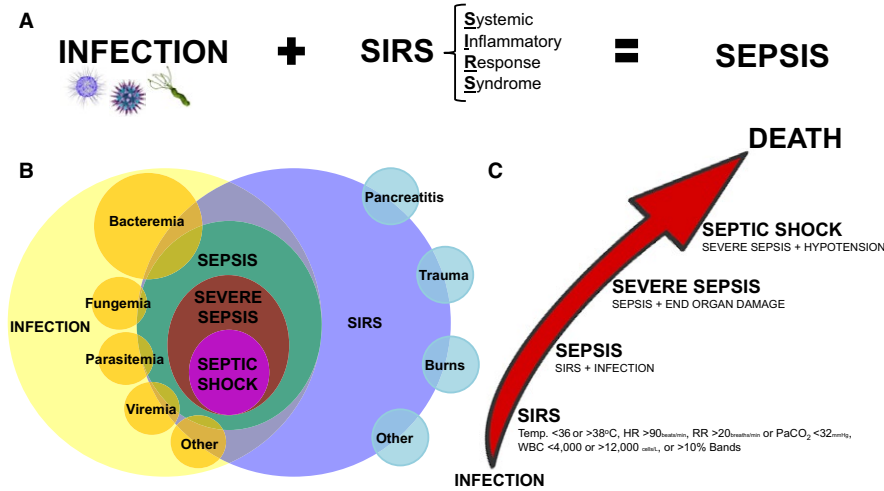 A
INFECTION + SIRS = SEPSIS
Systemic
Inflammatory
Response
Syndrome
B
Bacteremia
Fungemia
Parasitemia
Viremia
Other
INFECTION
SEPSIS
SEVERE
SEPSIS
SEPTIC
SHOCK
SIRS
Pancreatitis
Trauma
Burns
Other
C
DEATH
SEPTIC SHOCK
SEVERE SEPSIS + HYPOTENSION
SEVERE SEPSIS
SEPSIS + END ORGAN DAMAGE
SEPSIS
SIRS + INFECTION
SIRS
Temp. <36 or >38°C, HR >90beats/min, RR >20breaths/min or PaCO₂ <32mmHg,
WBC <4,000 or >12,000 cells/L, or >10% Bands
INFECTION